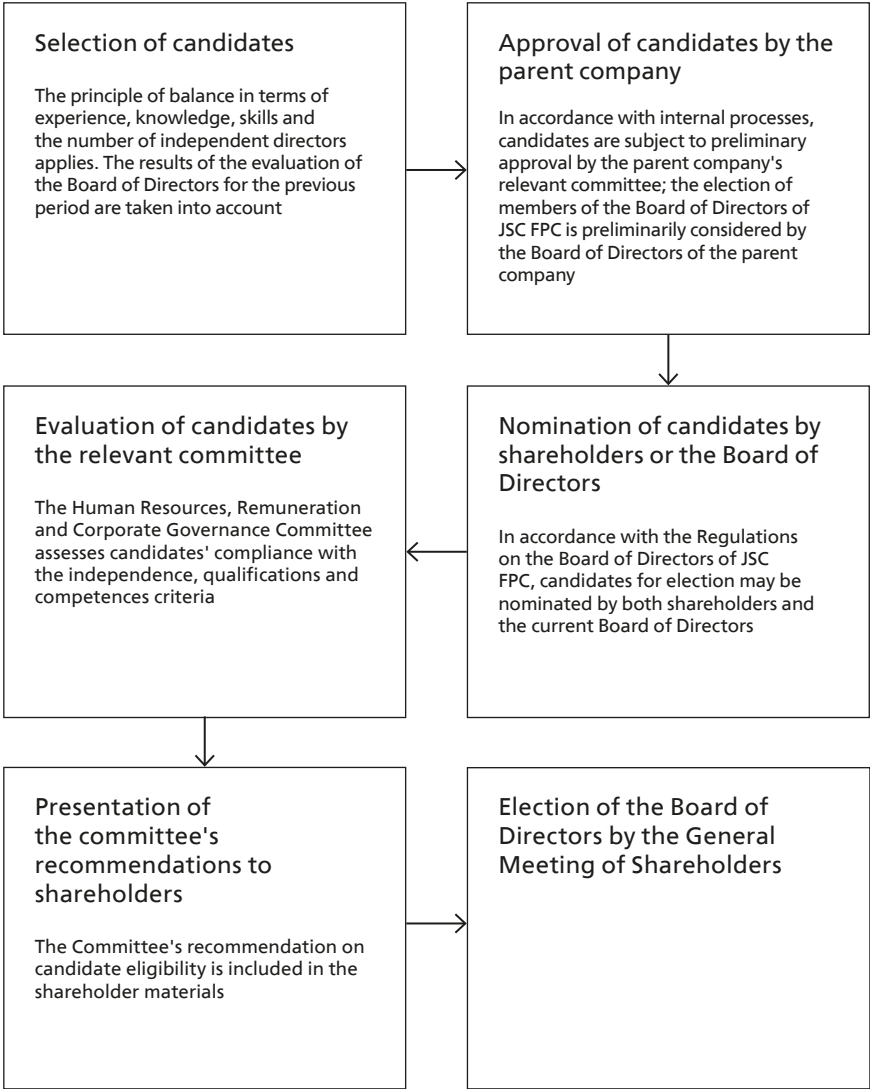 Selection of candidates
The principle of balance in terms of
experience, knowledge, skills and
the number of independent directors
applies. The results of the evaluation of
the Board of Directors for the previous
period are taken into account
Approval of candidates by the
parent company
In accordance with internal processes,
candidates are subject to preliminary
approval by the parent company's
relevant committee; the election of
members of the Board of Directors of
JSC FPC is preliminarily considered by
the Board of Directors of the parent
company
Nomination of candidates by
shareholders or the Board of
Directors
In accordance with the Regulations
on the Board of Directors of JSC
FPC, candidates for election may be
nominated by both shareholders and
the current Board of Directors
Evaluation of candidates by
the relevant committee
The Human Resources, Remuneration
and Corporate Governance Committee
assesses candidates' compliance with
the independence, qualifications and
competences criteria
Presentation of
the committee's
recommendations to
shareholders
The Committee's recommendation on
candidate eligibility is included in the
shareholder materials
Election of the Board of
Directors by the General
Meeting of Shareholders